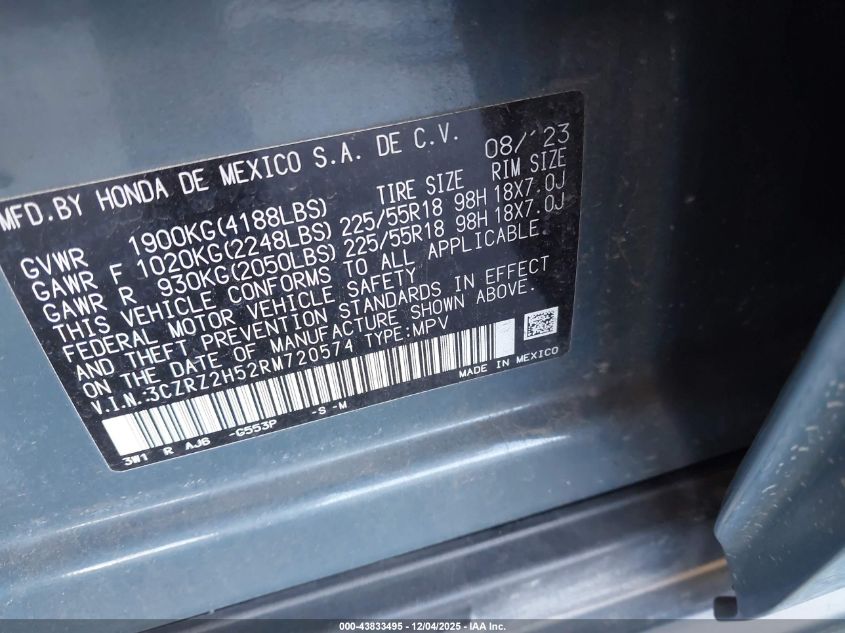 MFD.BY HONDA DE MEXICO S.A. DE C.V. 08/'23
TIRE SIZE RIM SIZE
GVWR 1900KG(4188LBS)
GAWR F 1020KG(2248LBS) 225/55R18 98H 18X7.0J
GAWR R 930KG(2050LBS) 225/55R18 98H 18X7.0J
THIS VEHICLE CONFORMS TO ALL APPLICABLE
FEDERAL MOTOR VEHICLE SAFETY
AND THEFT PREVENTION STANDARDS IN EFFECT
ON THE DATE OF MANUFACTURE SHOWN ABOVE.
V.I.N.:3CZRZ2H52RM720574 TYPE:MPV
3W1 R AJ6 -G553P -S -M MADE IN MEXICO
000-43833495 - 12/04/2025 - IAA Inc.